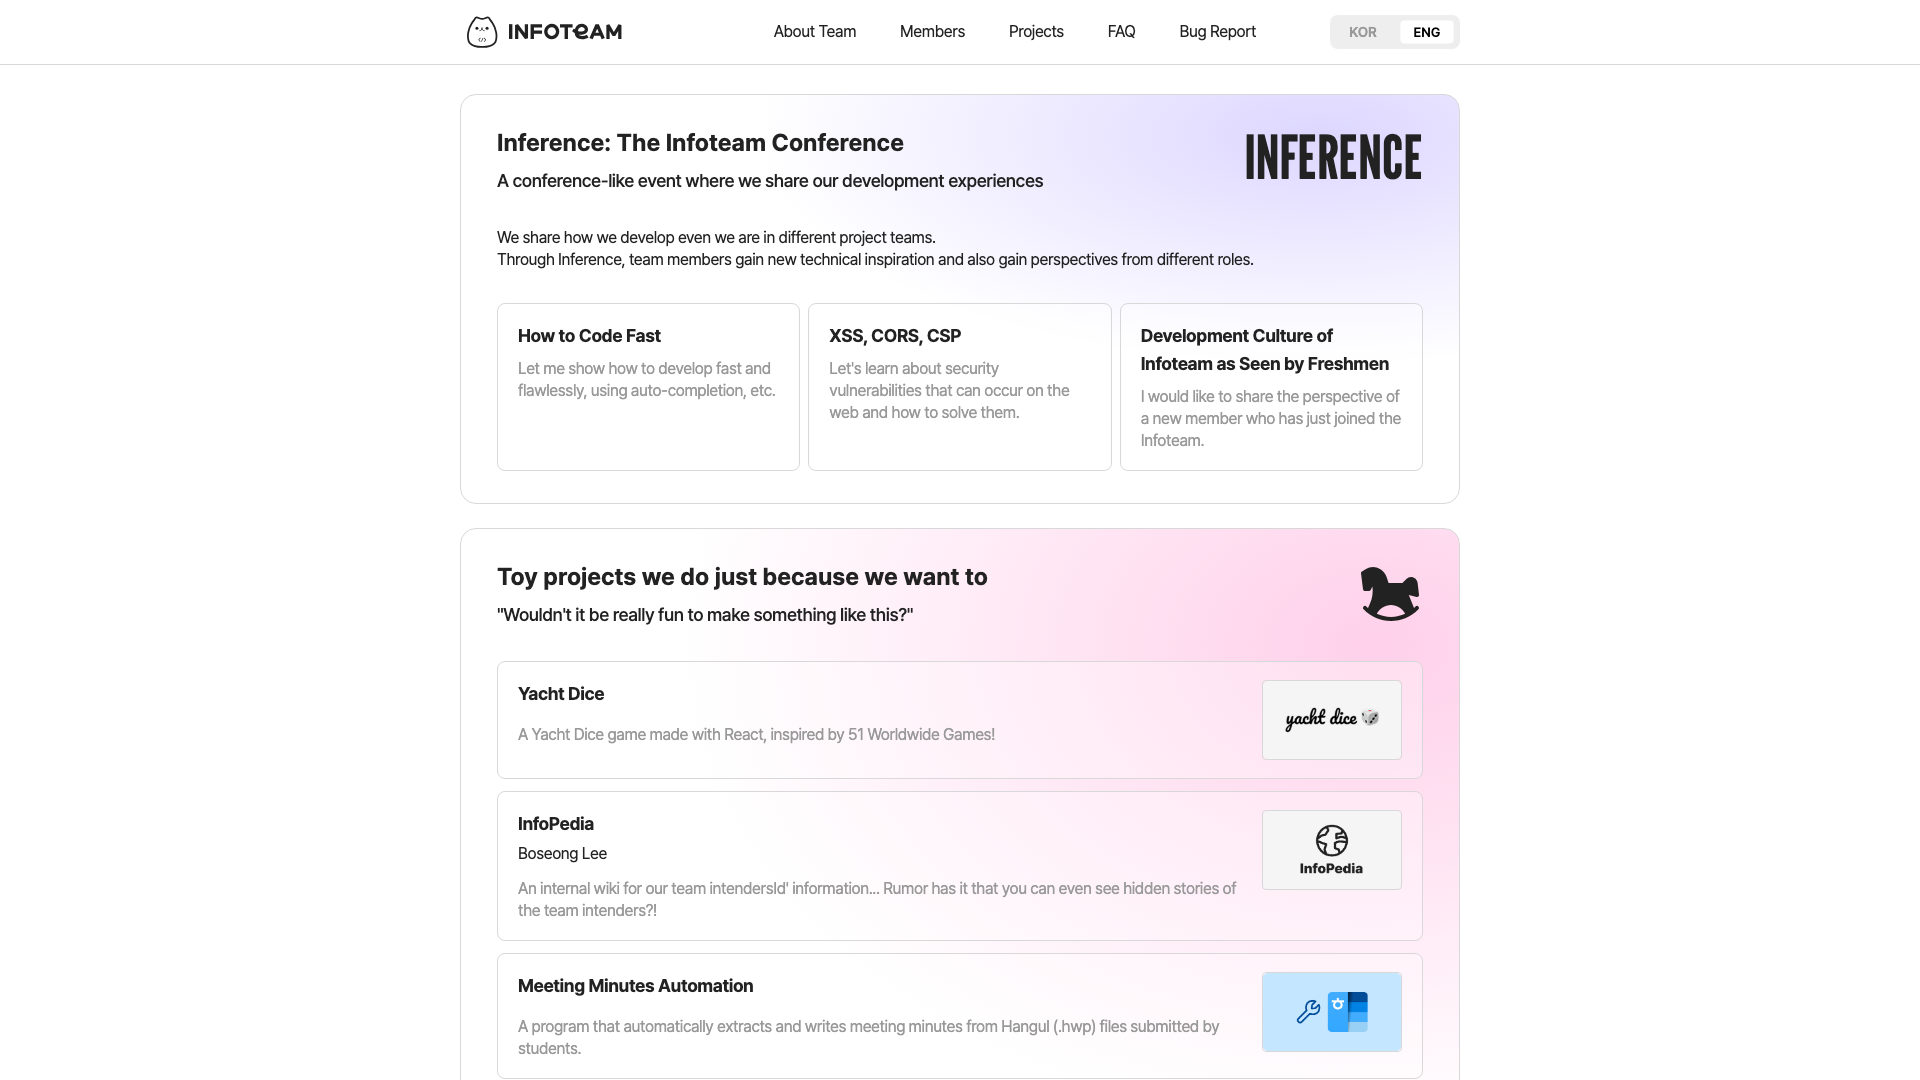 INFOTEAM
About Team
Members
Projects
FAQ
Bug Report
KOR
ENG
Inference: The Infoteam Conference
INFERENCE
A conference-like event where we share our development experiences
We share how we develop even we are in different project teams.
Through Inference, team members gain new technical inspiration and also gain perspectives from different roles.
How to Code Fast
Let me show how to develop fast and
flawlessly, using auto-completion, etc.
XSS, CORS, CSP
Let's learn about security
vulnerabilities that can occur on the
web and how to solve them.
Development Culture of
Infoteam as Seen by Freshmen
I would like to share the perspective of
a new member who has just joined the
Infoteam.
Toy projects we do just because we want to
"Wouldn't it be really fun to make something like this?"
Yacht Dice
A Yacht Dice game made with React, inspired by 51 Worldwide Games!
yacht dice
InfoPedia
Boseong Lee
An internal wiki for our team intendersId' information... Rumor has it that you can even see hidden stories of
the team intenders?!
InfoPedia
Meeting Minutes Automation
A program that automatically extracts and writes meeting minutes from Hangul (.hwp) files submitted by
students.